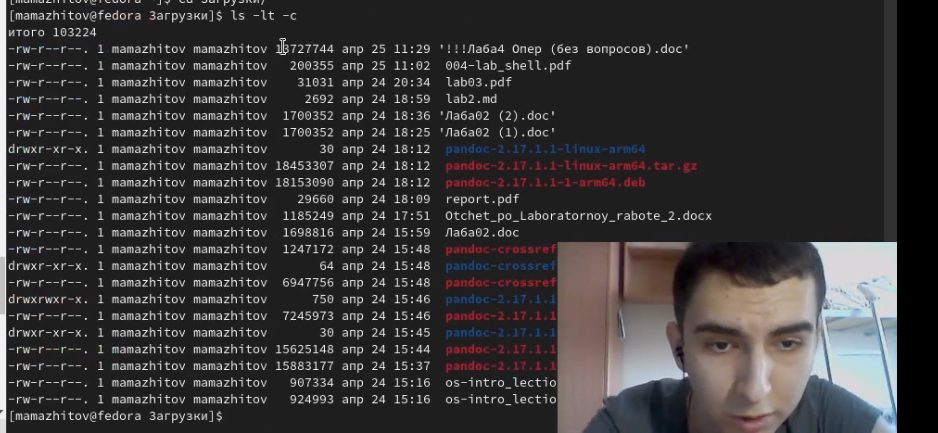 [mamazhitov@fedora ~]$ cd Загрузки/
[mamazhitov@fedora Загрузки]$ ls -lt -c
итого 103224
-rw-r--r--. 1 mamazhitov mamazhitov 13727744 апр 25 11:29 '!!!Лаба4 Опер (без вопросов).doc'
-rw-r--r--. 1 mamazhitov mamazhitov 200355 апр 25 11:02 004-lab_shell.pdf
-rw-r--r--. 1 mamazhitov mamazhitov 31031 апр 24 20:34 lab03.pdf
-rw-r--r--. 1 mamazhitov mamazhitov 2692 апр 24 18:59 lab2.md
-rw-r--r--. 1 mamazhitov mamazhitov 1700352 апр 24 18:36 'Лаба02 (2).doc'
-rw-r--r--. 1 mamazhitov mamazhitov 1700352 апр 24 18:25 'Лаба02 (1).doc'
drwxr-xr-x. 1 mamazhitov mamazhitov 30 апр 24 18:12 pandoc-2.17.1.1-linux-arm64
-rw-r--r--. 1 mamazhitov mamazhitov 18453307 апр 24 18:12 pandoc-2.17.1.1-linux-arm64.tar.gz
-rw-r--r--. 1 mamazhitov mamazhitov 18153090 апр 24 18:12 pandoc-2.17.1.1-1-arm64.deb
-rw-r--r--. 1 mamazhitov mamazhitov 29660 апр 24 18:09 report.pdf
-rw-r--r--. 1 mamazhitov mamazhitov 1185249 апр 24 17:51 Otchet_po_Laboratornoy_rabote_2.docx
-rw-r--r--. 1 mamazhitov mamazhitov 1698816 апр 24 15:59 Лаба02.doc
-rw-r--r--. 1 mamazhitov mamazhitov 1247172 апр 24 15:48 pandoc-crossref
drwxr-xr-x. 1 mamazhitov mamazhitov 64 апр 24 15:48 pandoc-crossref
-rw-r--r--. 1 mamazhitov mamazhitov 6947756 апр 24 15:48 pandoc-crossref
drwxrwxr-x. 1 mamazhitov mamazhitov 750 апр 24 15:46 pandoc-2.17.1.1
-rw-r--r--. 1 mamazhitov mamazhitov 7245973 апр 24 15:46 pandoc-2.17.1.1
drwxr-xr-x. 1 mamazhitov mamazhitov 30 апр 24 15:45 pandoc-2.17.1.1
-rw-r--r--. 1 mamazhitov mamazhitov 15625148 апр 24 15:44 pandoc-2.17.1.1
-rw-r--r--. 1 mamazhitov mamazhitov 15883177 апр 24 15:37 pandoc-2.17.1.1
-rw-r--r--. 1 mamazhitov mamazhitov 907334 апр 24 15:16 os-intro_lectio
-rw-r--r--. 1 mamazhitov mamazhitov 924993 апр 24 15:16 os-intro_lectio
[mamazhitov@fedora Загрузки]$